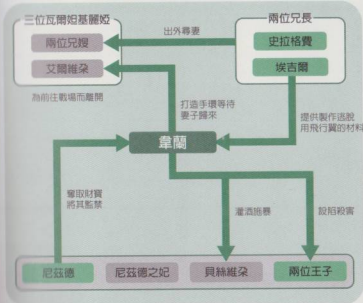 三位瓦爾妲基麗婭
兩位兄嫂
艾爾維朶
為前往戰場而離開
出外尋妻
兩位兄長
史拉格費
埃吉爾
打造手環等待
妻子歸來
提供製作逃脫
用飛行翼的材料
韋蘭
奪取財寶
將其監禁
灌酒施暴
設陷殺害
尼茲德
尼茲德之妃
貝絲維朶
兩位王子